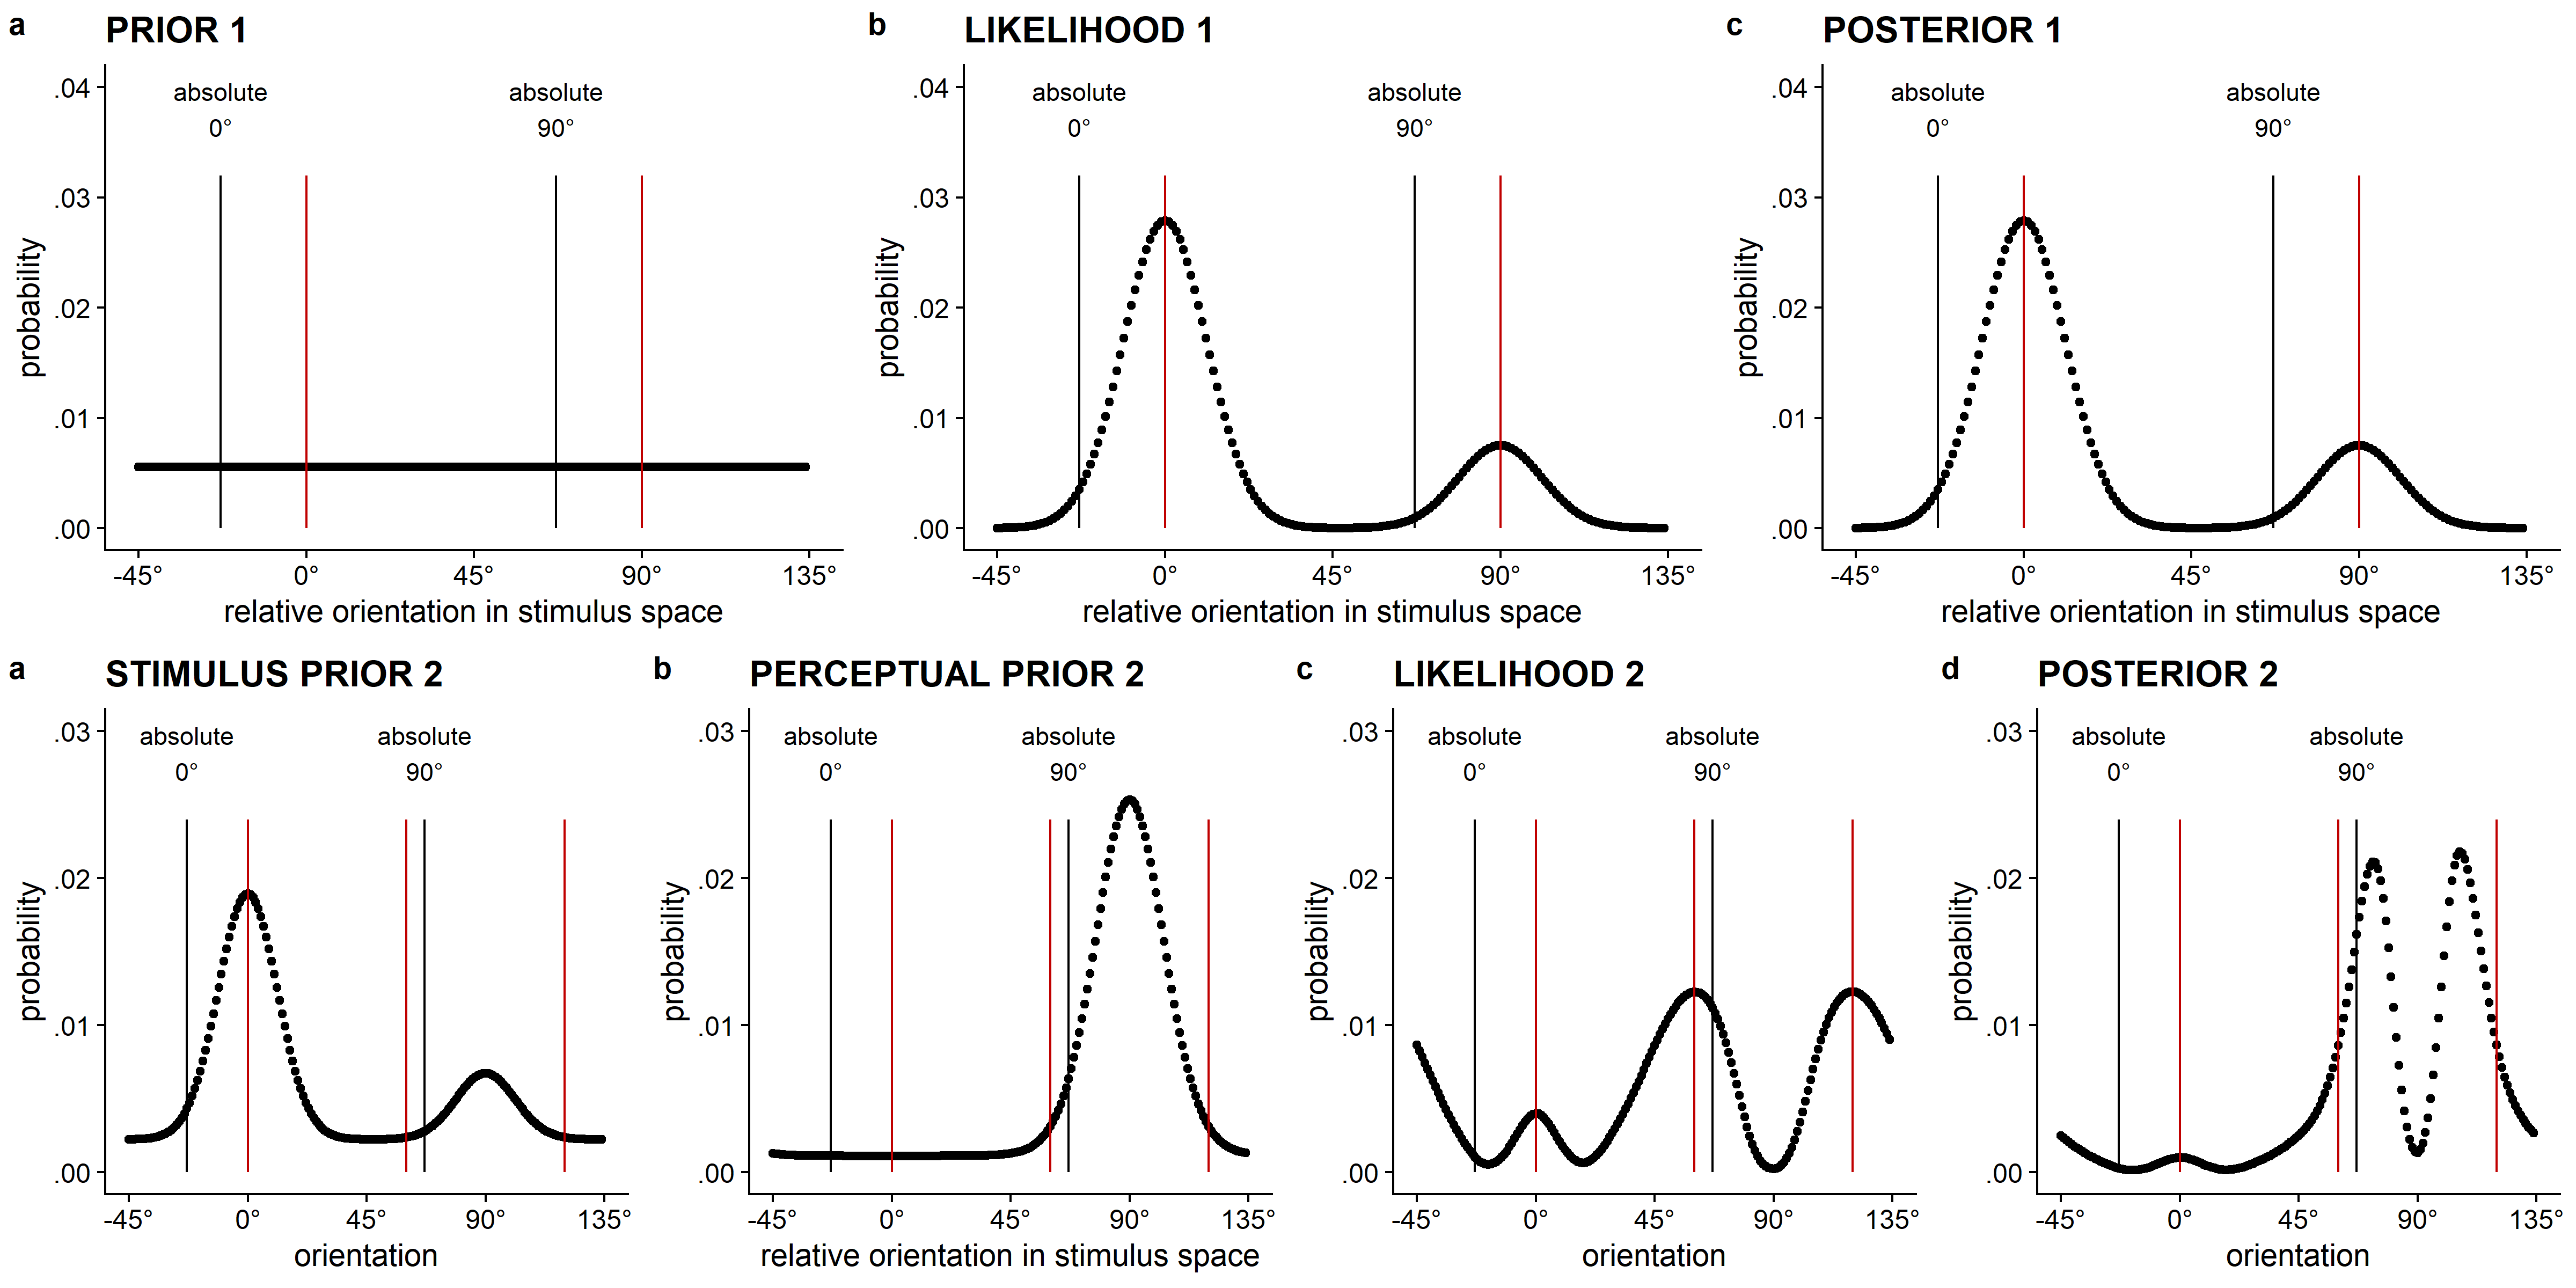 a PRIOR 1
absolute absolute
0° 90°
.04
.03
.02
.01
.00
probability
-45° 0° 45° 90° 135°
relative orientation in stimulus space
b LIKELIHOOD 1
absolute absolute
0° 90°
.04
.03
.02
.01
.00
probability
-45° 0° 45° 90° 135°
relative orientation in stimulus space
c POSTERIOR 1
absolute absolute
0° 90°
.04
.03
.02
.01
.00
probability
-45° 0° 45° 90° 135°
relative orientation in stimulus space
a STIMULUS PRIOR 2
absolute absolute
0° 90°
.03
.02
.01
.00
probability
-45° 0° 45° 90° 135°
orientation
b PERCEPTUAL PRIOR 2
absolute absolute
0° 90°
.03
.02
.01
.00
probability
-45° 0° 45° 90° 135°
relative orientation in stimulus space
c LIKELIHOOD 2
absolute absolute
0° 90°
.03
.02
.01
.00
probability
-45° 0° 45° 90° 135°
orientation
d POSTERIOR 2
absolute absolute
0° 90°
.03
.02
.01
.00
probability
-45° 0° 45° 90° 135°
orientation